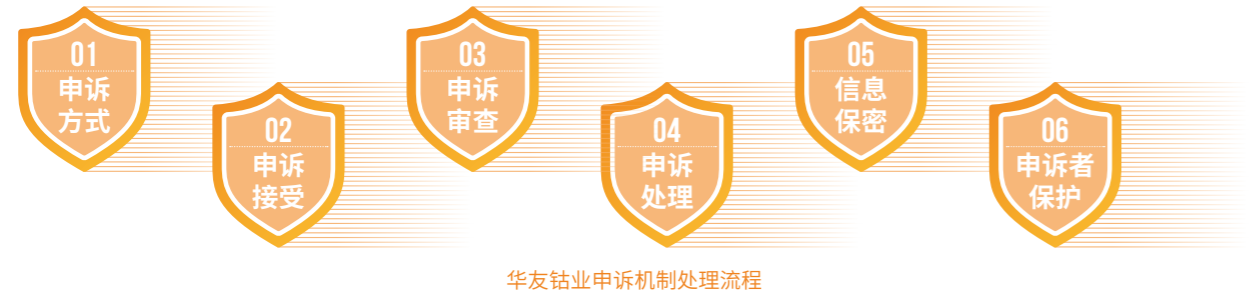 01
申诉
方式
02
申诉
接受
03
申诉
审查
04
申诉
处理
05
信息
保密
06
申诉者
保护
华友钴业申诉机制处理流程